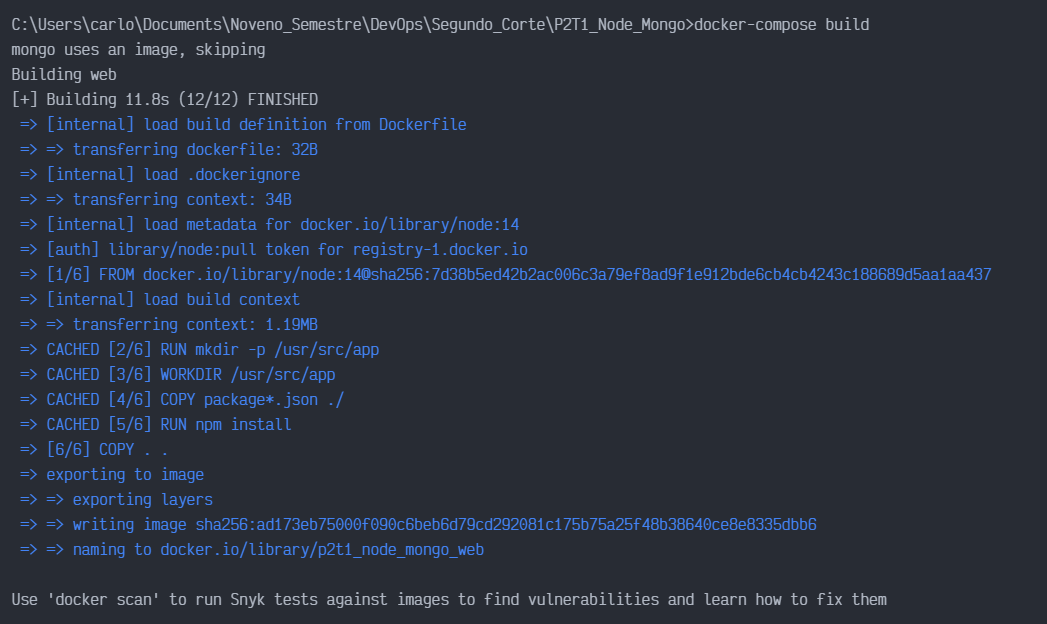 C:\Users\carlo\Documents\Noveno_Semestre\DevOps\Segundo_Corte\P2T1_Node_Mongo>docker-compose build
mongo uses an image, skipping
Building web
[+] Building 11.8s (12/12) FINISHED
=> [internal] load build definition from Dockerfile
=> => transferring dockerfile: 32B
=> [internal] load .dockerignore
=> => transferring context: 34B
=> [internal] load metadata for docker.io/library/node:14
=> [auth] library/node:pull token for registry-1.docker.io
=> [1/6] FROM docker.io/library/node:14@sha256:7d38b5ed42b2ac006c3a79ef8ad9f1e912bde6cb4cb4243c188689d5aa1aa437
=> [internal] load build context
=> => transferring context: 1.19MB
=> CACHED [2/6] RUN mkdir -p /usr/src/app
=> CACHED [3/6] WORKDIR /usr/src/app
=> CACHED [4/6] COPY package*.json ./
=> CACHED [5/6] RUN npm install
=> [6/6] COPY . .
=> exporting to image
=> => exporting layers
=> => writing image sha256:ad173eb75000f090c6beb6d79cd292081c175b75a25f48b38640ce8e8335dbb6
=> => naming to docker.io/library/p2t1_node_mongo_web
Use 'docker scan' to run Snyk tests against images to find vulnerabilities and learn how to fix them